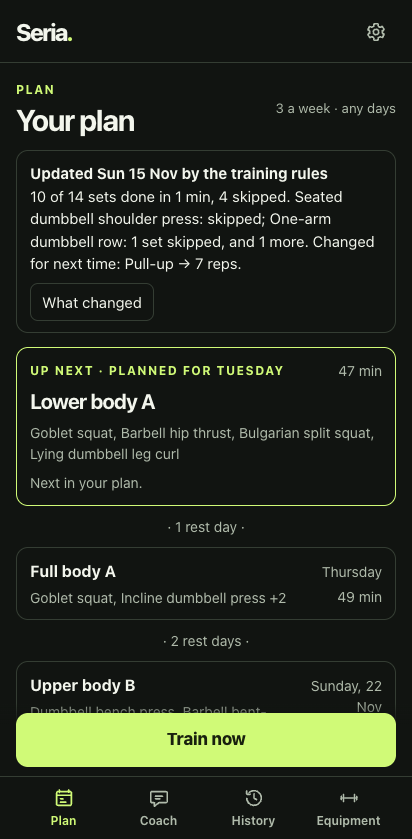 Seria.
PLAN
Your plan
3 a week · any days
Updated Sun 15 Nov by the training rules
10 of 14 sets done in 1 min, 4 skipped. Seated
dumbbell shoulder press: skipped; One-arm
dumbbell row: 1 set skipped, and 1 more. Changed
for next time: Pull-up → 7 reps.
What changed
UP NEXT · PLANNED FOR TUESDAY
47 min
Lower body A
Goblet squat, Barbell hip thrust, Bulgarian split squat,
Lying dumbbell leg curl
Next in your plan.
· 1 rest day ·
Full body A
Thursday
Goblet squat, Incline dumbbell press +2
49 min
· 2 rest days ·
Upper body B
Sunday, 22
Nov
Dumbbell bench press, Barbell bent-
Train now
Plan
Coach
History
Equipment